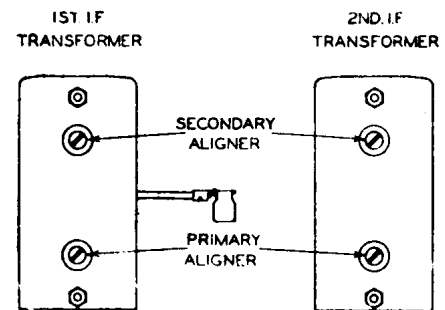 1ST. I.F
TRANSFORMER
2ND. I.F
TRANSFORMER
SECONDARY
ALIGNER
PRIMARY
ALIGNER